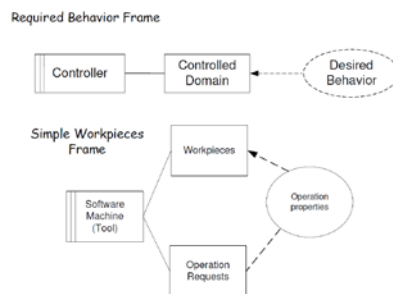 Required Behavior Frame
Controller
Controlled
Domain
Desired
Behavior
Simple Workpieces
Frame
Workpieces
Software
Machine
(Tool)
Operation
properties
Operation
Requests